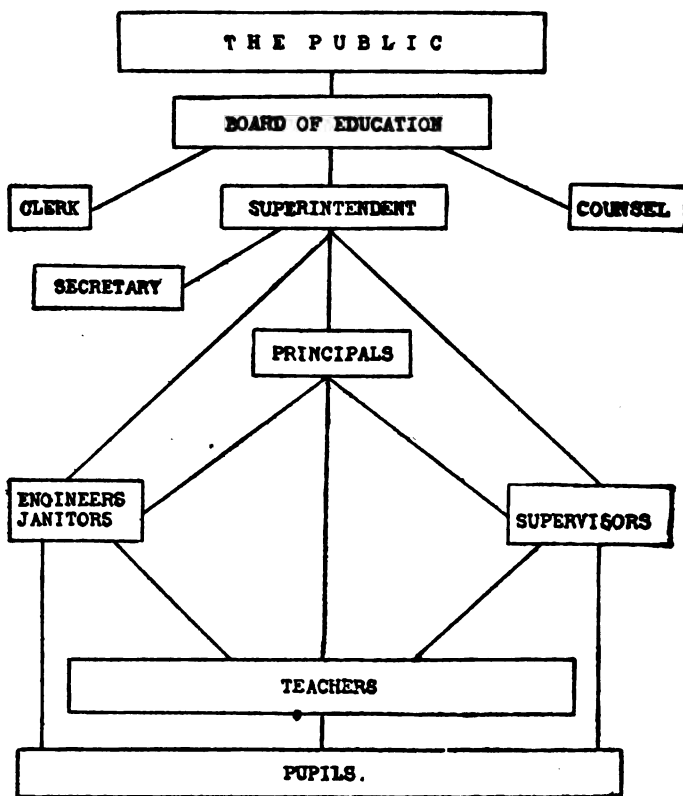 THE PUBLIC
BOARD OF EDUCATION
CLERK
SUPERINTENDENT
COUNSEL
SECRETARY
PRINCIPALS
ENGINEERS
JANITORS
SUPERVISORS
TEACHERS
PUPILS.